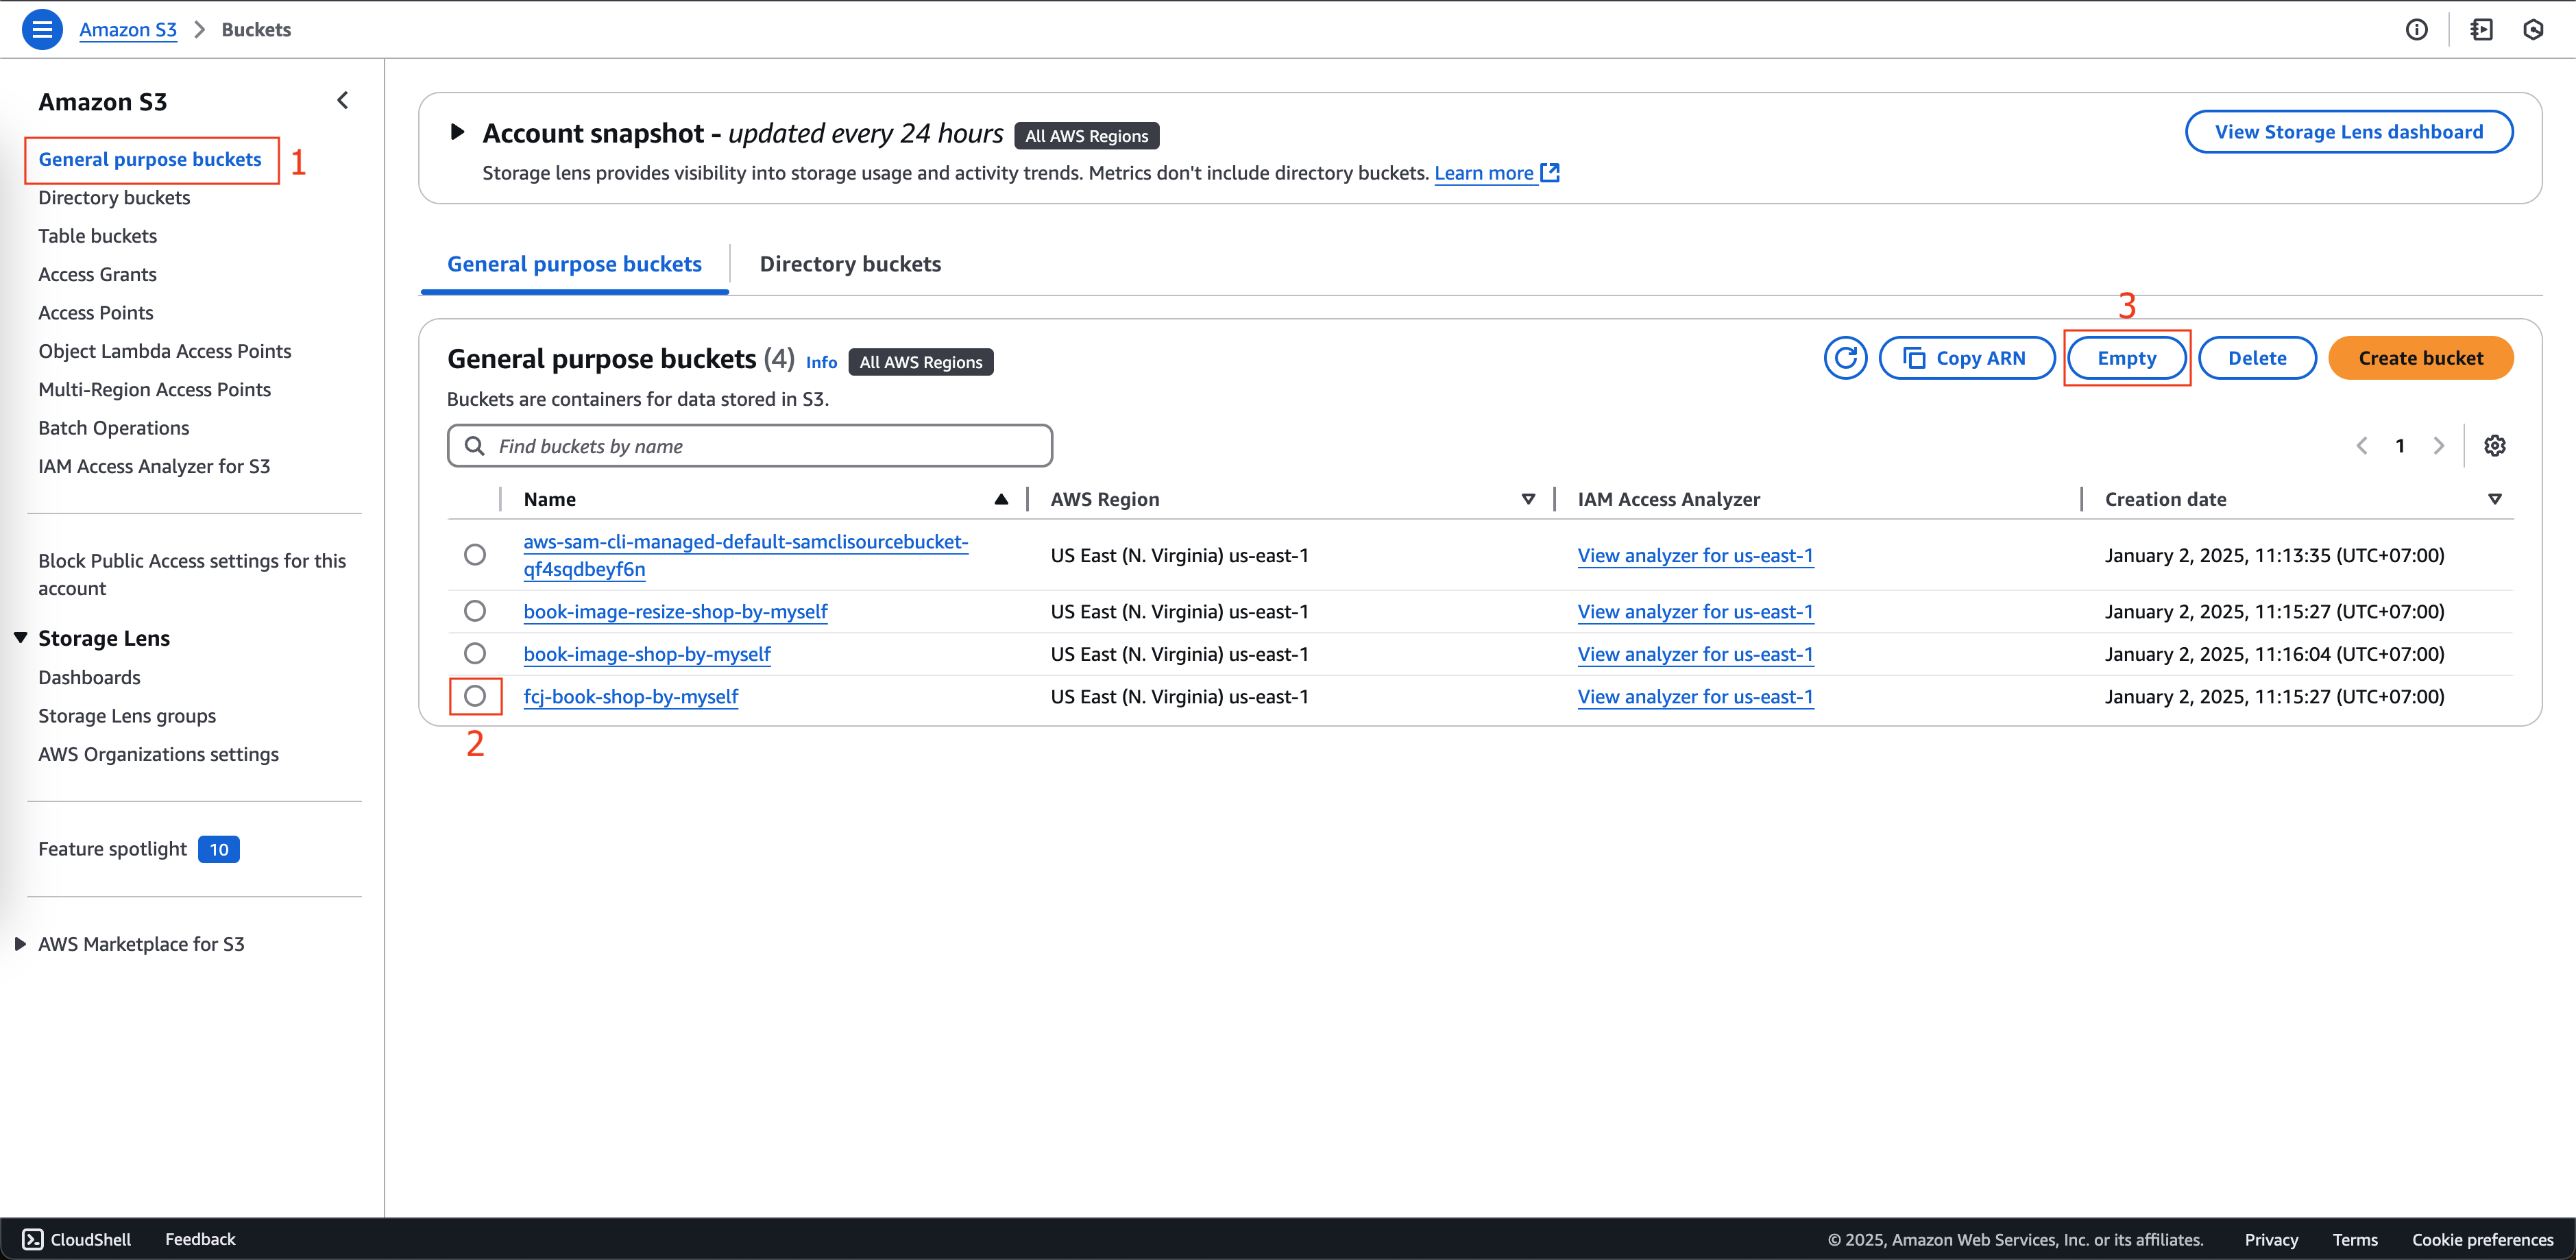 Amazon S3 > Buckets
Amazon S3
General purpose buckets 1
Directory buckets
Table buckets
Access Grants
Access Points
Object Lambda Access Points
Multi-Region Access Points
Batch Operations
IAM Access Analyzer for S3
Block Public Access settings for this
account
Storage Lens
Dashboards
Storage Lens groups
AWS Organizations settings
Feature spotlight 10
AWS Marketplace for S3
Account snapshot - updated every 24 hours All AWS Regions
View Storage Lens dashboard
Storage lens provides visibility into storage usage and activity trends. Metrics don't include directory buckets. Learn more
General purpose buckets Directory buckets
3
General purpose buckets (4) Info All AWS Regions
Copy ARN Empty Delete Create bucket
Buckets are containers for data stored in S3.
Find buckets by name
1
Name AWS Region IAM Access Analyzer Creation date
aws-sam-cli-managed-default-samclisourcebucket-
qf4sqdbeyf6n US East (N. Virginia) us-east-1 View analyzer for us-east-1 January 2, 2025, 11:13:35 (UTC+07:00)
book-image-resize-shop-by-myself US East (N. Virginia) us-east-1 View analyzer for us-east-1 January 2, 2025, 11:15:27 (UTC+07:00)
book-image-shop-by-myself US East (N. Virginia) us-east-1 View analyzer for us-east-1 January 2, 2025, 11:16:04 (UTC+07:00)
fcj-book-shop-by-myself US East (N. Virginia) us-east-1 View analyzer for us-east-1 January 2, 2025, 11:15:27 (UTC+07:00)
2
CloudShell Feedback
© 2025, Amazon Web Services, Inc. or its affiliates. Privacy Terms Cookie preferences